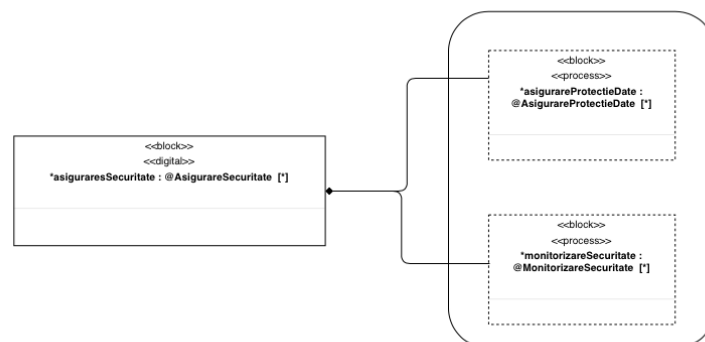 <<block>>
<<digital>>
*asiguraresSecuritate : @AsigurareSecuritate [*]
<<block>>
<<process>>
*asigurareProtectieDate :
@AsigurareProtectieDate [*]
<<block>>
<<process>>
*monitorizareSecuritate :
@MonitorizareSecuritate [*]